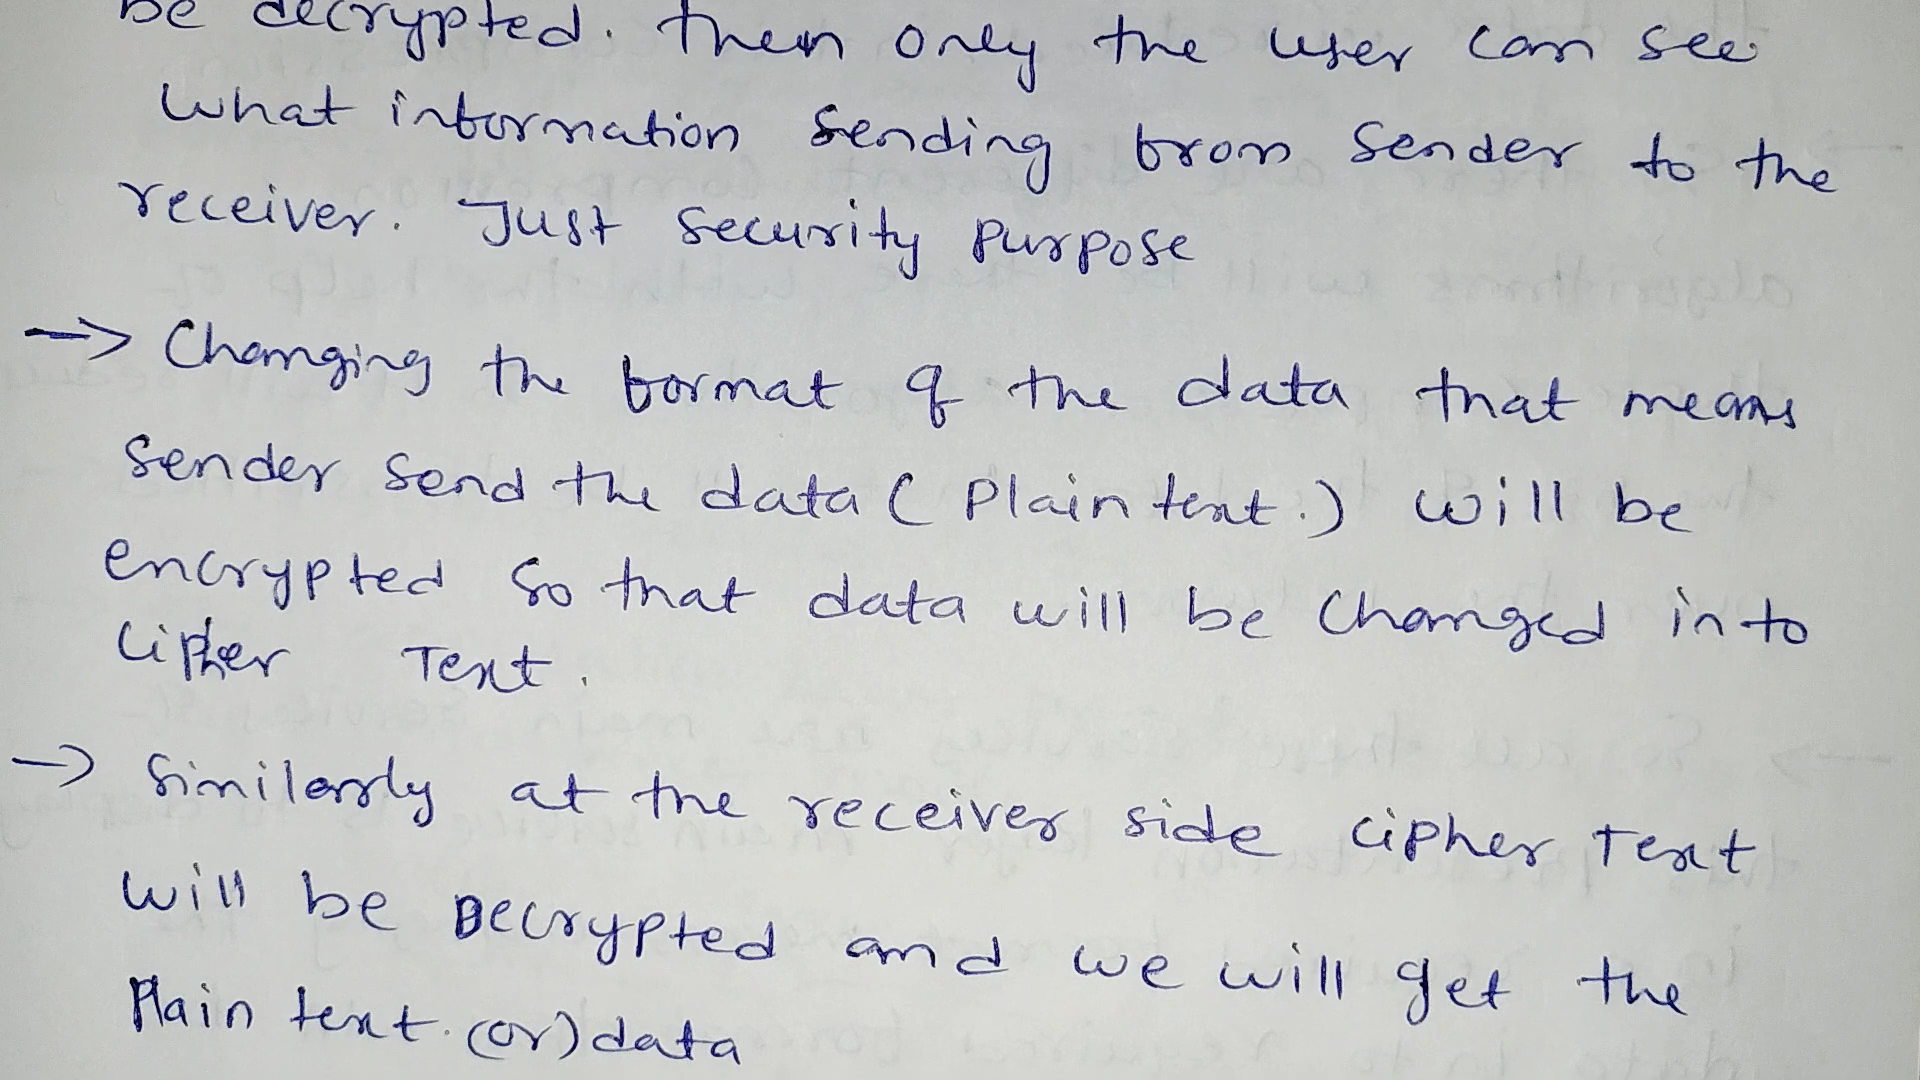 be decrypted. then only the user can see
what information sending from sender to the
receiver. Just security purpose
-> Changing the format of the data that means
sender send the data ( Plain text.) will be
encrypted so that data will be changed into
Cipher Text.
-> Similarly at the receiver side cipher Text
will be Decrypted and we will get the
Plain text. (or) data